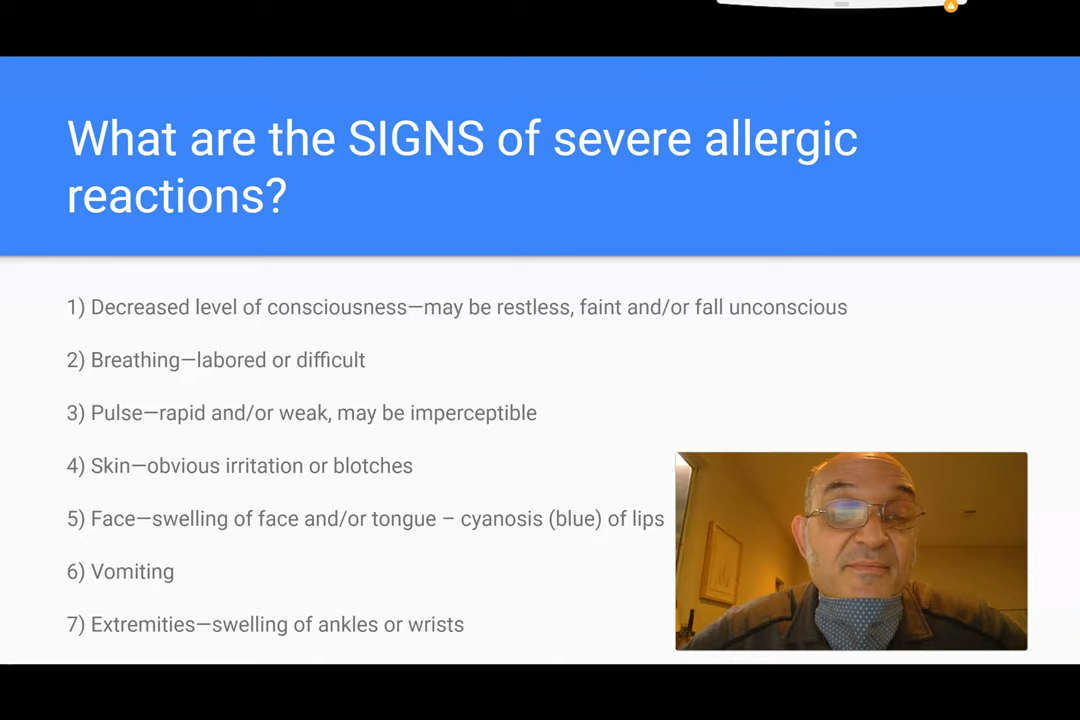 What are the SIGNS of severe allergic
reactions?
1) Decreased level of consciousness—may be restless, faint and/or fall unconscious
2) Breathing—labored or difficult
3) Pulse—rapid and/or weak, may be imperceptible
4) Skin—obvious irritation or blotches
5) Face—swelling of face and/or tongue – cyanosis (blue) of lips
6) Vomiting
7) Extremities—swelling of ankles or wrists